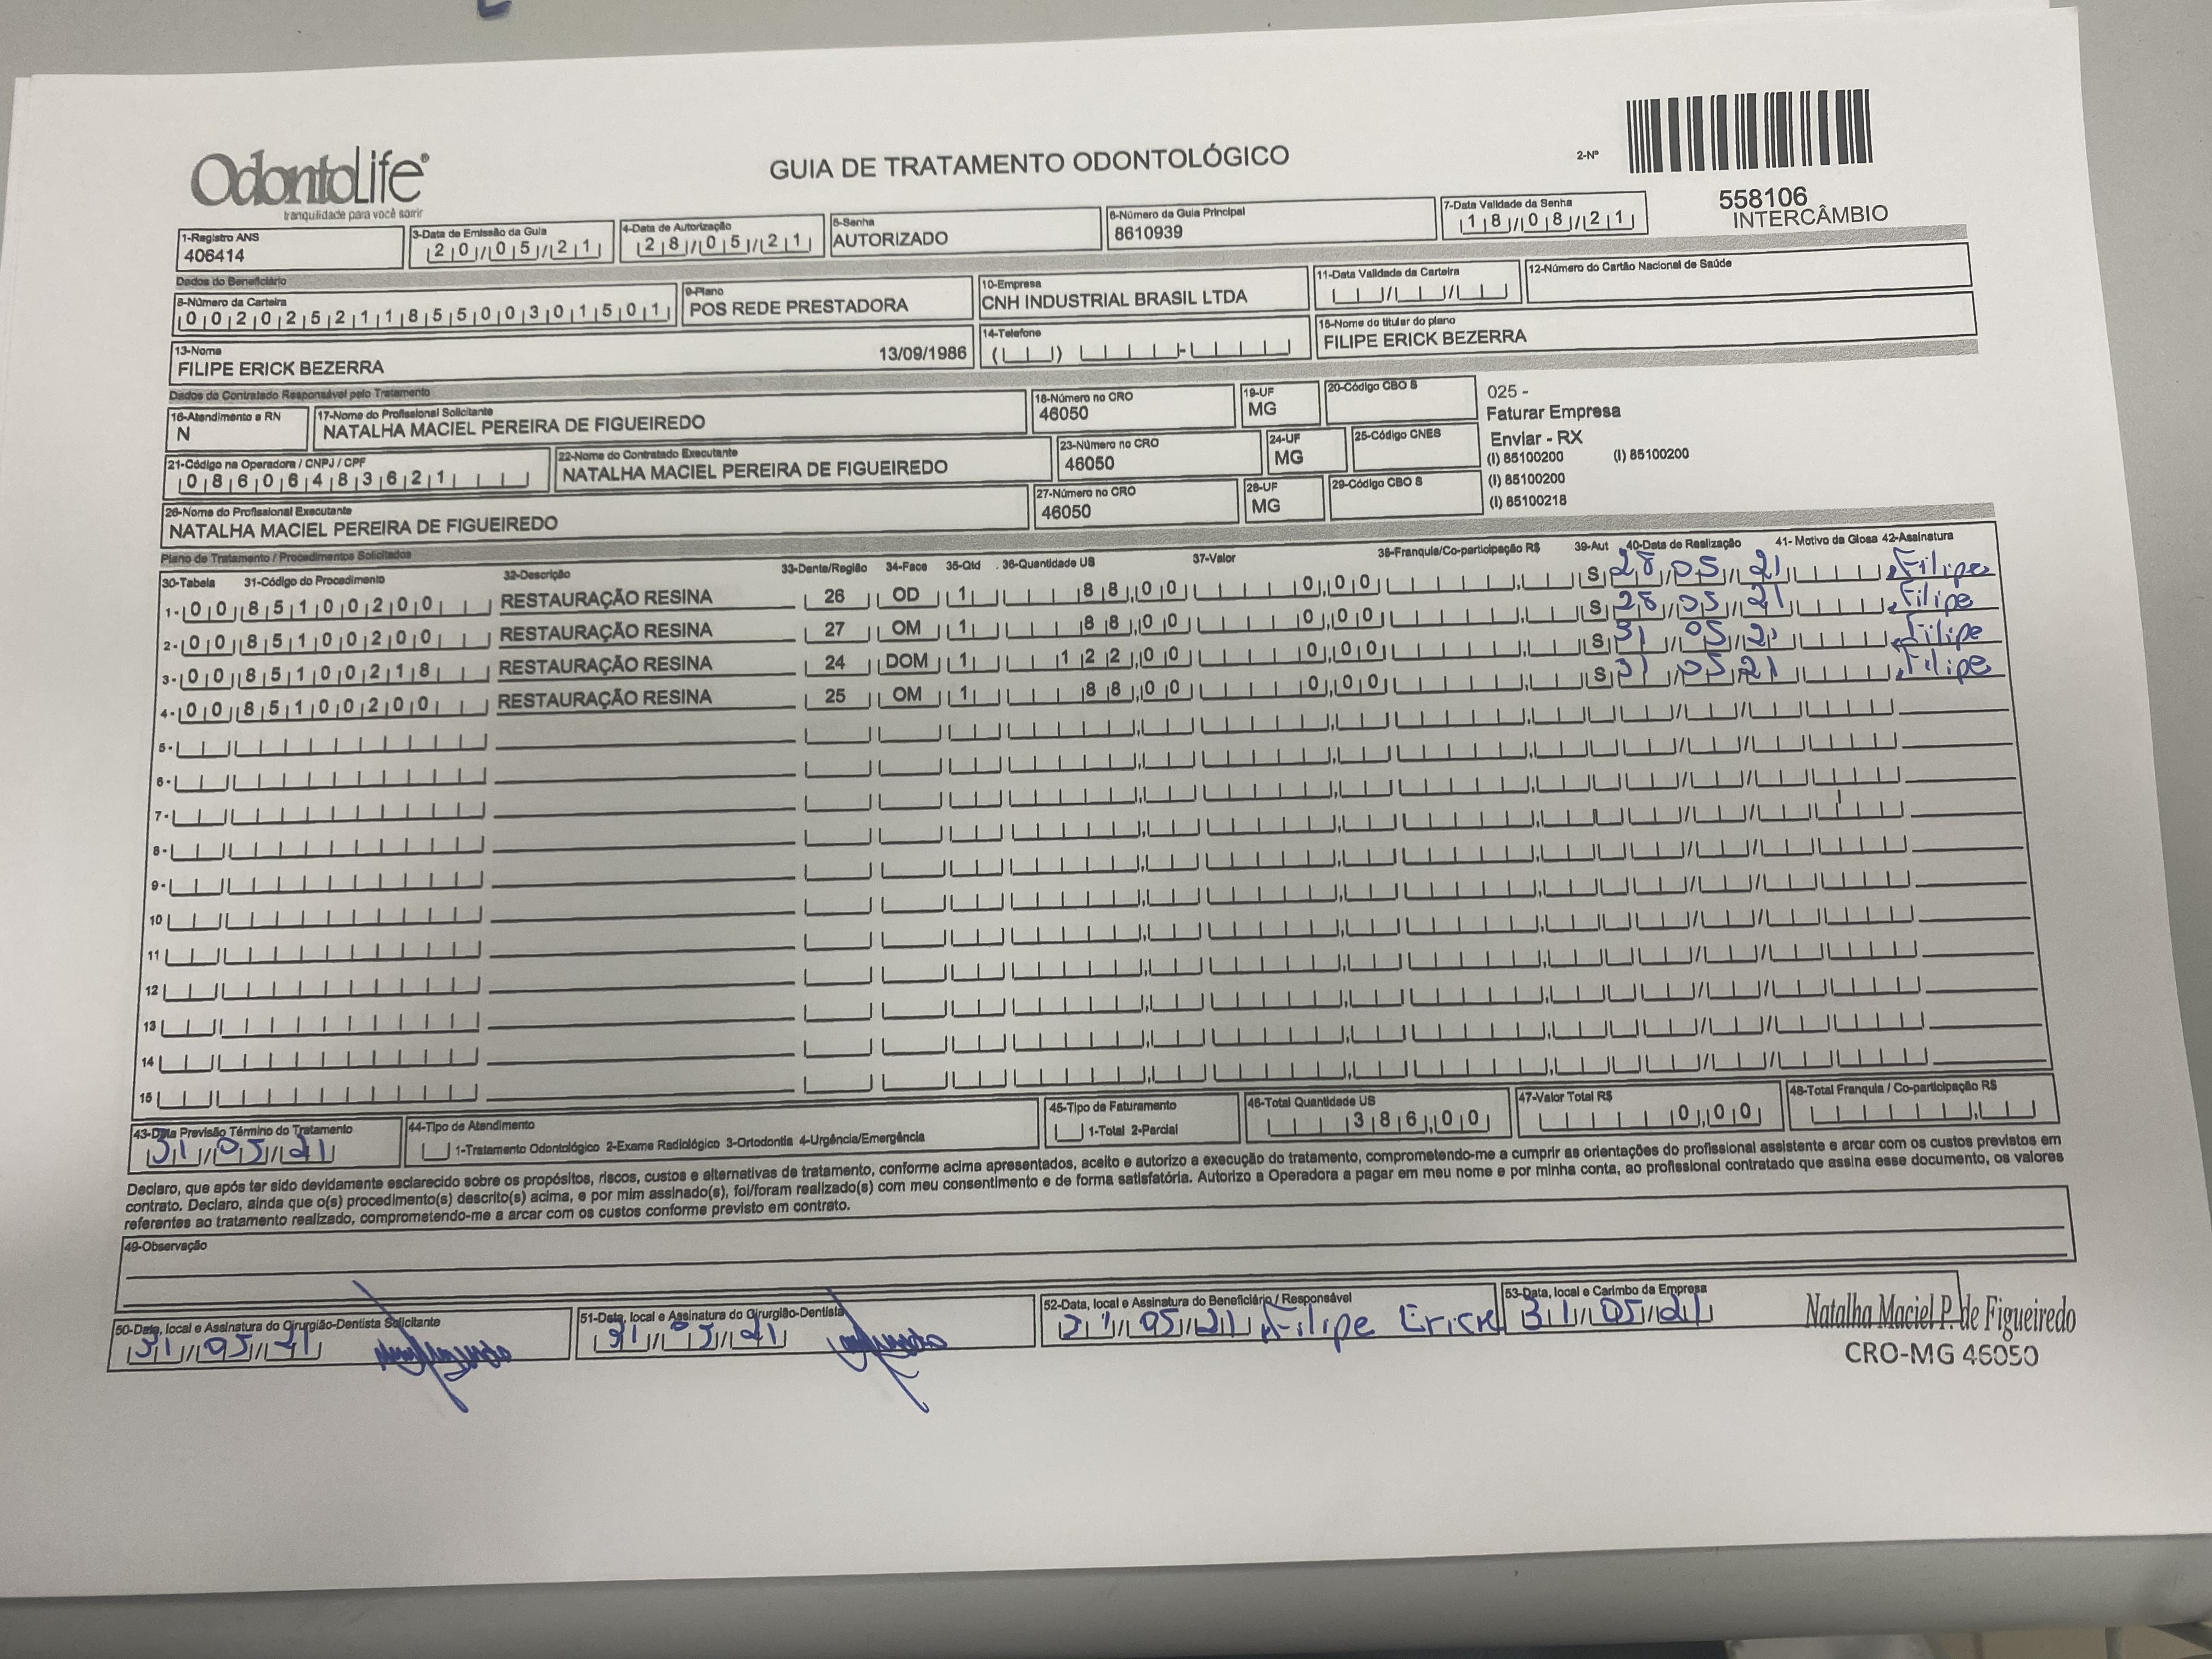 OdontoLife®
tranquilidade para você sorrir
GUIA DE TRATAMENTO ODONTOLÓGICO
2-Nº
558106
INTERCÂMBIO
1-Registro ANS
406414
3-Data de Emissão da Guia
20/05/21
4-Data de Autorização
28/05/21
5-Senha
AUTORIZADO
6-Número da Guia Principal
8610939
7-Data Validade da Senha
18/08/21
Dados do Beneficiário
8-Número da Carteira
00202521185500301501
9-Plano
POS REDE PRESTADORA
10-Empresa
CNH INDUSTRIAL BRASIL LTDA
11-Data Validade da Carteira
12-Número do Cartão Nacional de Saúde
13-Nome
FILIPE ERICK BEZERRA 13/09/1986
14-Telefone
15-Nome do titular do plano
FILIPE ERICK BEZERRA
Dados do Contratado Responsável pelo Tratamento
16-Atendimento a RN
N
17-Nome do Profissional Solicitante
NATALHA MACIEL PEREIRA DE FIGUEIREDO
18-Número no CRO
46050
19-UF
MG
20-Código CBO S
025 -
Faturar Empresa
Enviar - RX
(I) 85100200 (I) 85100200
(I) 85100200
(I) 85100218
21-Código na Operadora / CNPJ / CPF
08606483621
22-Nome do Contratado Executante
NATALHA MACIEL PEREIRA DE FIGUEIREDO
23-Número no CRO
46050
24-UF
MG
25-Código CNES
26-Nome do Profissional Executante
NATALHA MACIEL PEREIRA DE FIGUEIREDO
27-Número no CRO
46050
28-UF
MG
29-Código CBO S
Plano de Tratamento / Procedimentos Solicitados
30-Tabela 31-Código do Procedimento 32-Descrição 33-Dente/Região 34-Face 35-Qtd 36-Quantidade US 37-Valor 38-Franquia/Co-participação R$ 39-Aut 40-Data de Realização 41- Motivo da Glosa 42-Assinatura
1- 00 85100200 RESTAURAÇÃO RESINA 26 OD 1 88,00 0,00 S 28/05/21 Filipe
2- 00 85100200 RESTAURAÇÃO RESINA 27 OM 1 88,00 0,00 S 28/05/21 Filipe
3- 00 85100218 RESTAURAÇÃO RESINA 24 DOM 1 122,00 0,00 S 31/05/21 Filipe
4- 00 85100200 RESTAURAÇÃO RESINA 25 OM 1 88,00 0,00 S 31/05/21 Filipe
5-
6-
7-
8-
9-
10
11
12
13
14
15
43-Data Previsão Término do Tratamento
31/05/21
44-Tipo de Atendimento
1-Tratamento Odontológico 2-Exame Radiológico 3-Ortodontia 4-Urgência/Emergência
45-Tipo de Faturamento
1-Total 2-Parcial
46-Total Quantidade US
386,00
47-Valor Total R$
0,00
48-Total Franquia / Co-participação R$
Declaro, que após ter sido devidamente esclarecido sobre os propósitos, riscos, custos e alternativas de tratamento, conforme acima apresentados, aceito e autorizo a execução do tratamento, comprometendo-me a cumprir as orientações do profissional assistente e arcar com os custos previstos em
contrato. Declaro, ainda que o(s) procedimento(s) descrito(s) acima, e por mim assinado(s), foi/foram realizado(s) com meu consentimento e de forma satisfatória. Autorizo a Operadora a pagar em meu nome e por minha conta, ao profissional contratado que assina esse documento, os valores
referentes ao tratamento realizado, comprometendo-me a arcar com os custos conforme previsto em contrato.
49-Observação
50-Data, local e Assinatura do Cirurgião-Dentista Solicitante
31/05/21
51-Data, local e Assinatura do Cirurgião-Dentista
31/05/21
52-Data, local e Assinatura do Beneficiário / Responsável
31/05/21 Filipe Erick
53-Data, local e Carimbo da Empresa
31/05/21
Natalha Maciel P. de Figueiredo
CRO-MG 46050